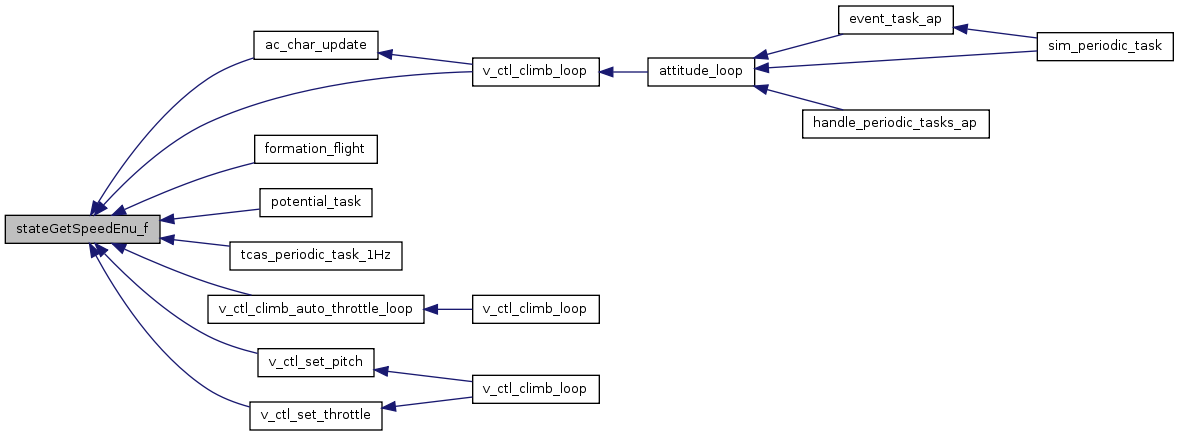 event_task_ap
ac_char_update
sim_periodic_task
v_ctl_climb_loop
attitude_loop
handle_periodic_tasks_ap
formation_flight
potential_task
stateGetSpeedEnu_f
tcas_periodic_task_1Hz
v_ctl_climb_auto_throttle_loop
v_ctl_climb_loop
v_ctl_set_pitch
v_ctl_climb_loop
v_ctl_set_throttle